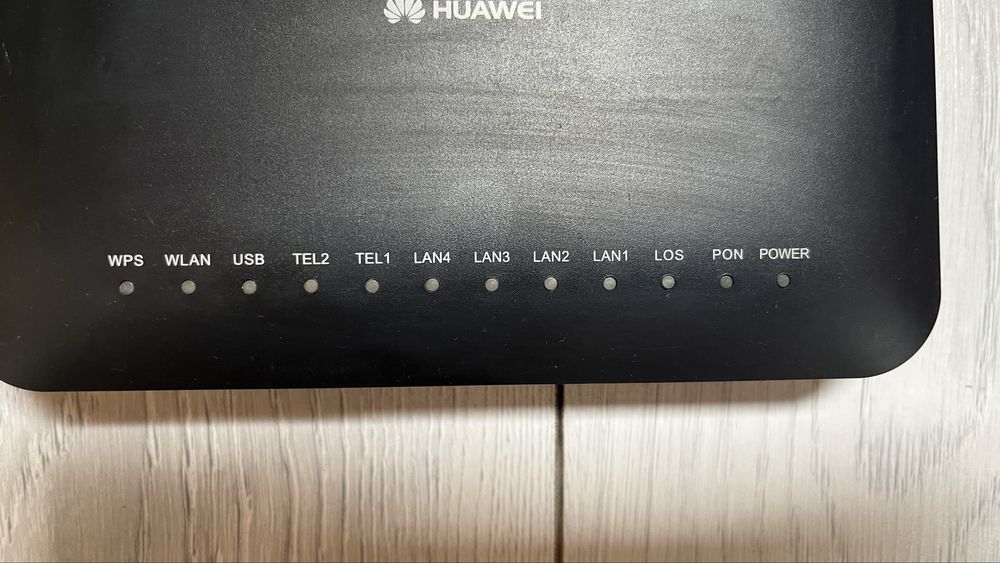 HUAWEI
WPS WLAN USB TEL2 TEL1 LAN4 LAN3 LAN2 LAN1 LOS PON POWER